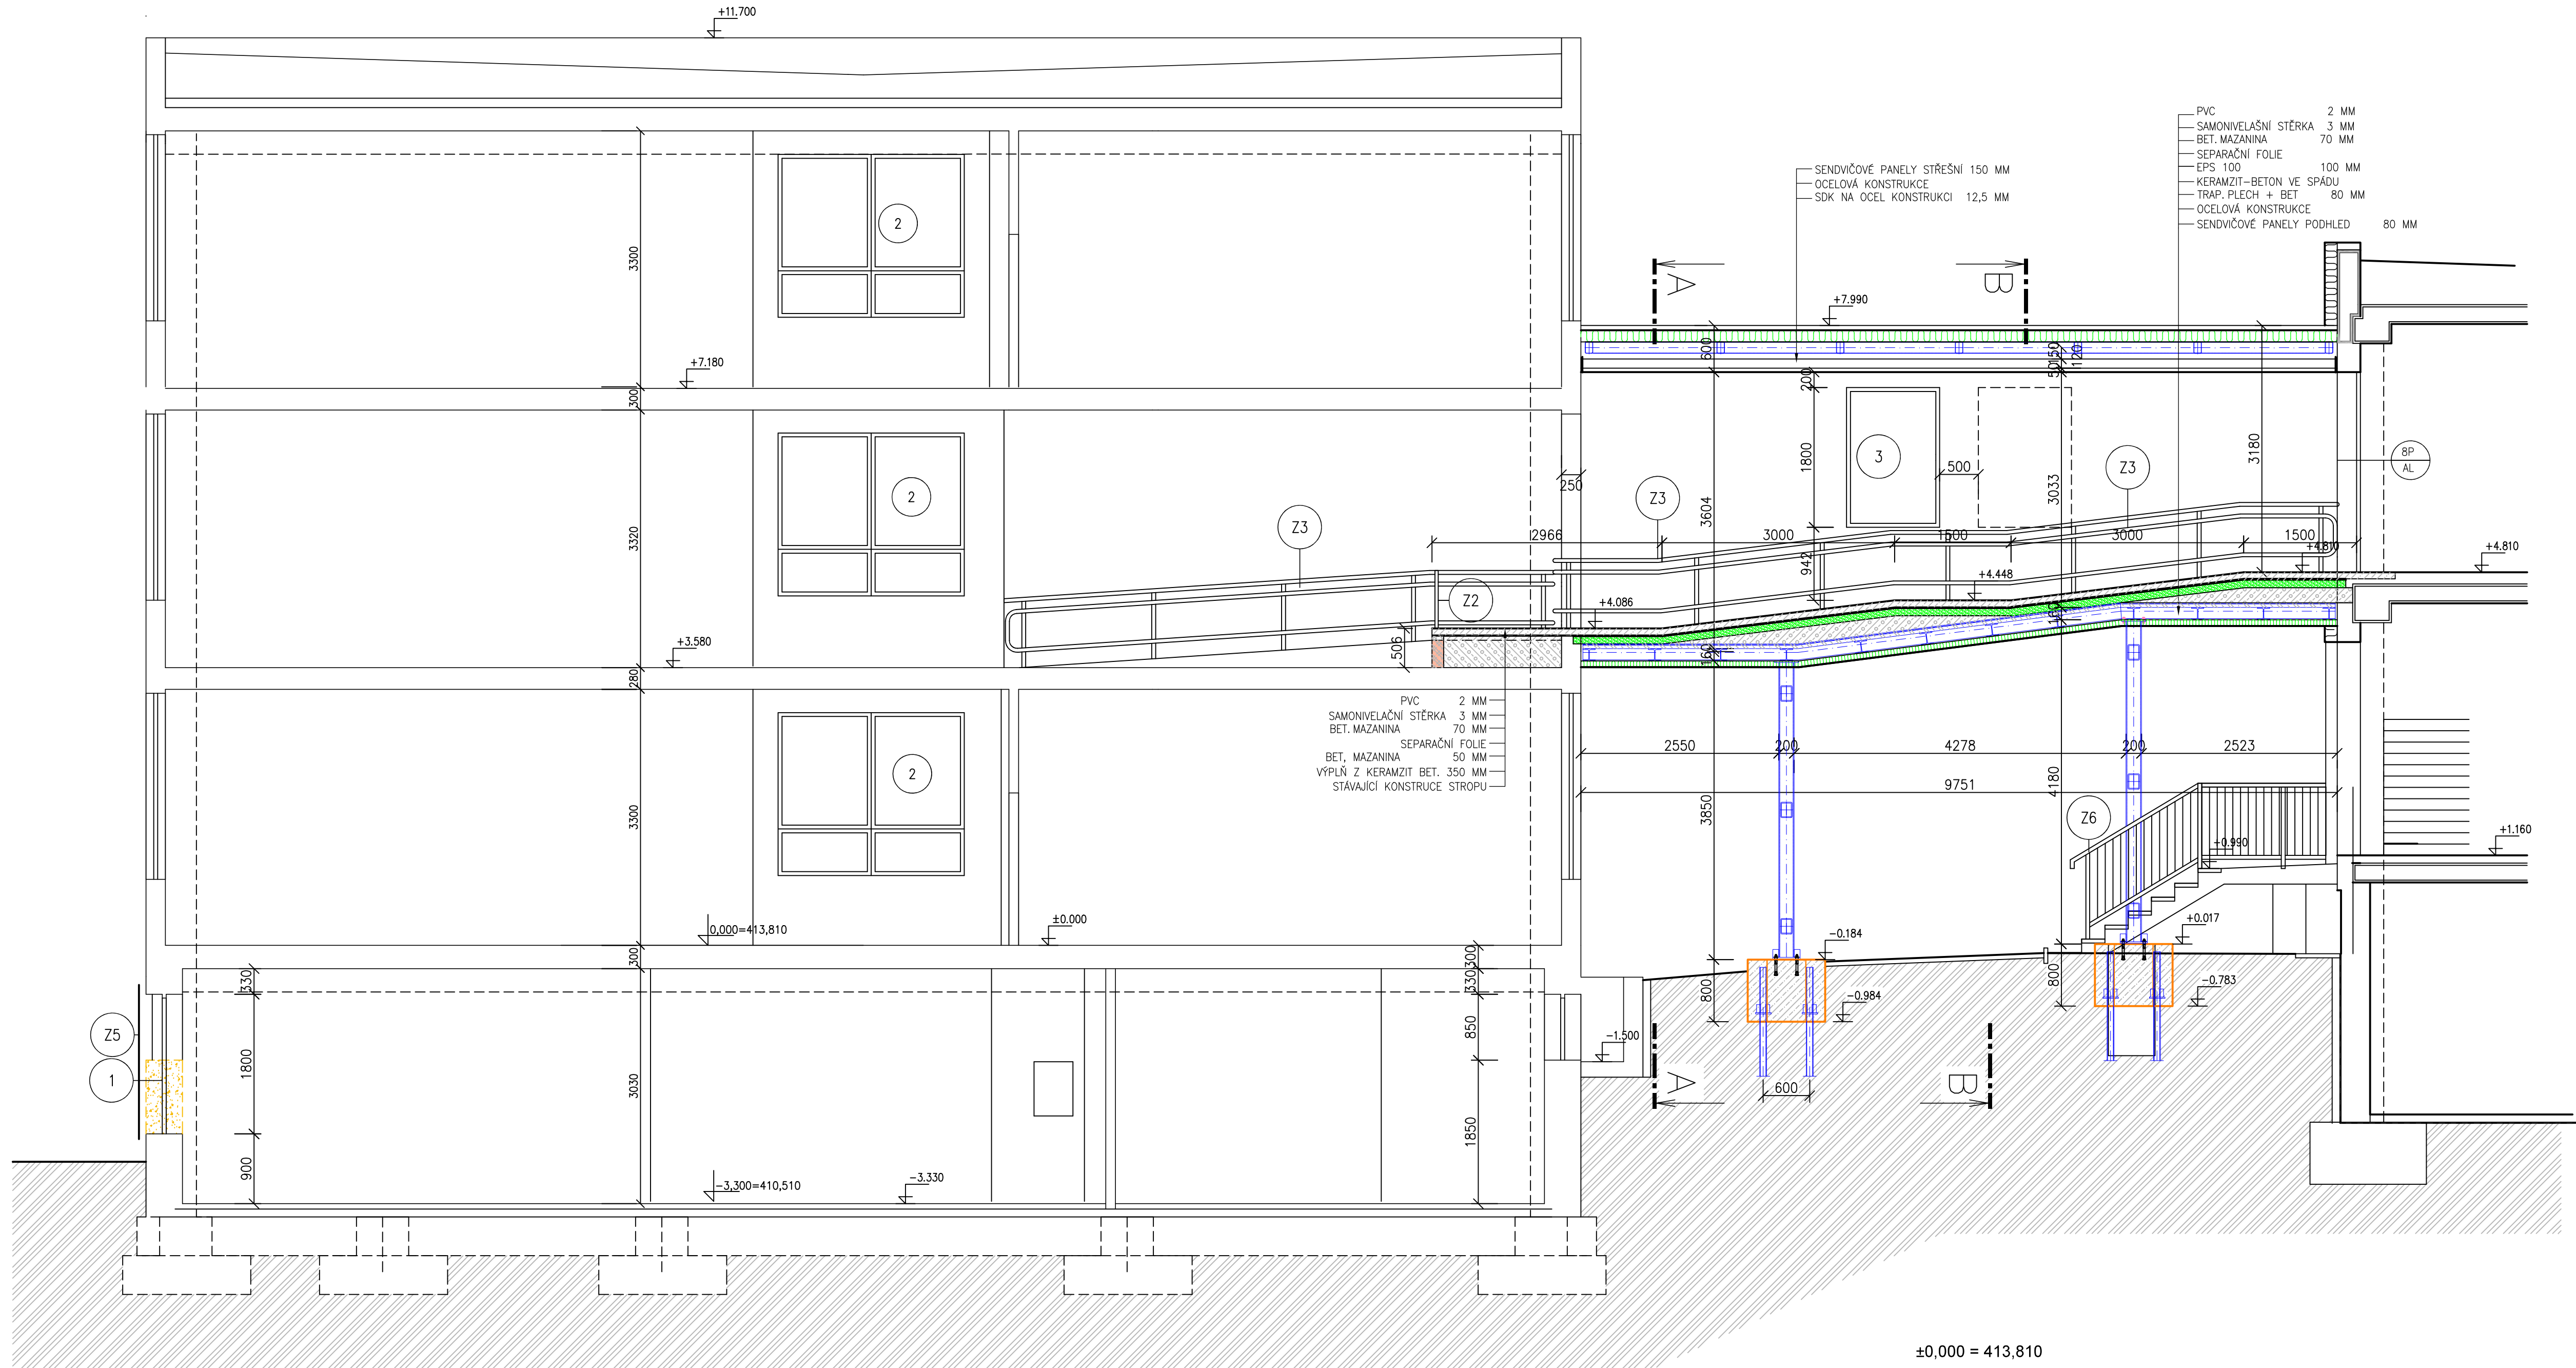 +11.700
PVC 2 MM
SAMONIVELAŠNÍ STĚRKA 3 MM
BET. MAZANINA 70 MM
SEPARAČNÍ FOLIE
EPS 100 100 MM
KERAMZIT-BETON VE SPÁDU
TRAP. PLECH + BET 80 MM
OCELOVÁ KONSTRUKCE
SENDVIČOVÉ PANELY PODHLED 80 MM
SENDVIČOVÉ PANELY STŘEŠNÍ 150 MM
OCELOVÁ KONSTRUKCE
SDK NA OCEL KONSTRUKCI 12,5 MM
2
3300
A
B
+7.990
600
150
120
50
200
+7.180
300
3180
8P
AL
3
1800
500
3033
Z3
Z3
Z3
250
2
3604
3320
2966
3000
1500
3000
1500
942
+4.810
+4.810
+4.448
Z2
+4.086
506
160
160
+3.580
280
PVC 2 MM
SAMONIVELAČNÍ STĚRKA 3 MM
BET. MAZANINA 70 MM
SEPARAČNÍ FOLIE
BET, MAZANINA 50 MM
VÝPLŇ Z KERAMZIT BET. 350 MM
STÁVAJÍCÍ KONSTRUCE STROPU
2
3300
2550
200
4278
200
2523
9751
3850
4180
Z6
+0.990
+1.160
0,000=413,810
±0.000
+0.017
-0.184
300
300
330
330
800
800
-0.783
-0.984
Z5
1
1800
850
-1.500
3030
A
B
600
1850
900
-3,300=410,510
-3.330
±0,000 = 413,810